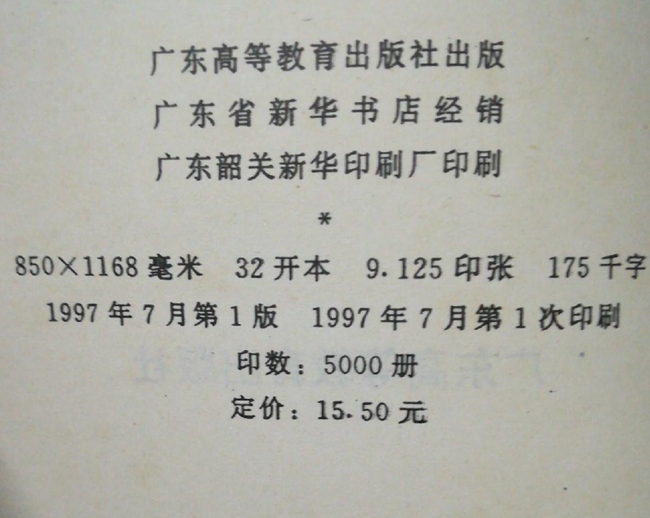 广东高等教育出版社出版
广东省新华书店经销
广东韶关新华印刷厂印刷
*
850×1168毫米 32开本 9.125印张 175千字
1997年7月第1版 1997年7月第1次印刷
印数：5000册
定价：15.50元